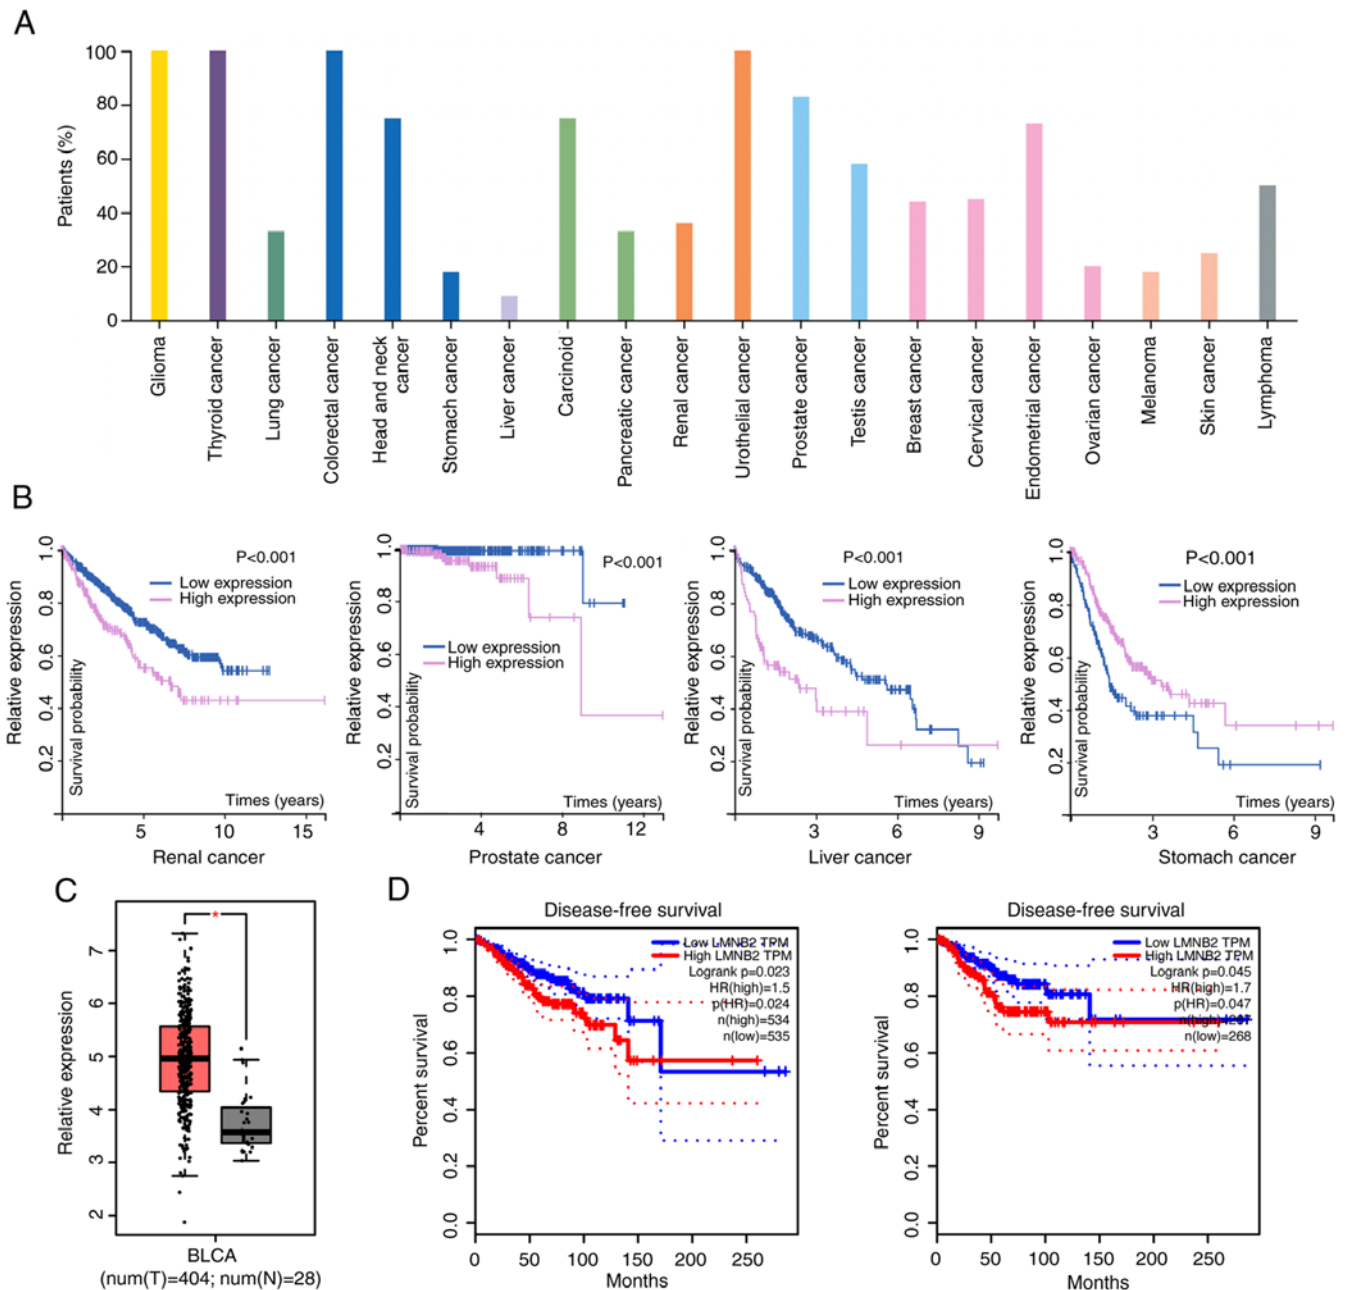 A
Patients (%)
100
80
60
40
20
0
Glioma
Thyroid cancer
Lung cancer
Colorectal cancer
Head and neck
cancer
Stomach cancer
Liver cancer
Carcinoid
Pancreatic cancer
Renal cancer
Urothelial cancer
Prostate cancer
Testis cancer
Breast cancer
Cervical cancer
Endometrial cancer
Ovarian cancer
Melanoma
Skin cancer
Lymphoma
B
Relative expression
1.0
0.8
0.6
0.4
0.2
Survival probability
P<0.001
Low expression
High expression
Times (years)
5 10 15
Renal cancer
Relative expression
1.0
0.8
0.6
0.4
0.2
Survival probability
P<0.001
Low expression
High expression
Times (years)
4 8 12
Prostate cancer
Relative expression
1.0
0.8
0.6
0.4
0.2
Survival probability
P<0.001
Low expression
High expression
Times (years)
3 6 9
Liver cancer
Relative expression
1.0
0.8
0.6
0.4
0.2
Survival probability
P<0.001
Low expression
High expression
Times (years)
3 6 9
Stomach cancer
C
Relative expression
7
6
5
4
3
2
*
BLCA
(num(T)=404; num(N)=28)
D
Disease-free survival
Percent survival
1.0
0.8
0.6
0.4
0.2
0.0
Low LMNB2 TPM
High LMNB2 TPM
Logrank p=0.023
HR(high)=1.5
p(HR)=0.024
n(high)=534
n(low)=535
0 50 100 150 200 250
Months
Disease-free survival
Percent survival
1.0
0.8
0.6
0.4
0.2
0.0
Low LMNB2 TPM
High LMNB2 TPM
Logrank p=0.045
HR(high)=1.7
p(HR)=0.047
n(low)=268
0 50 100 150 200 250
Months